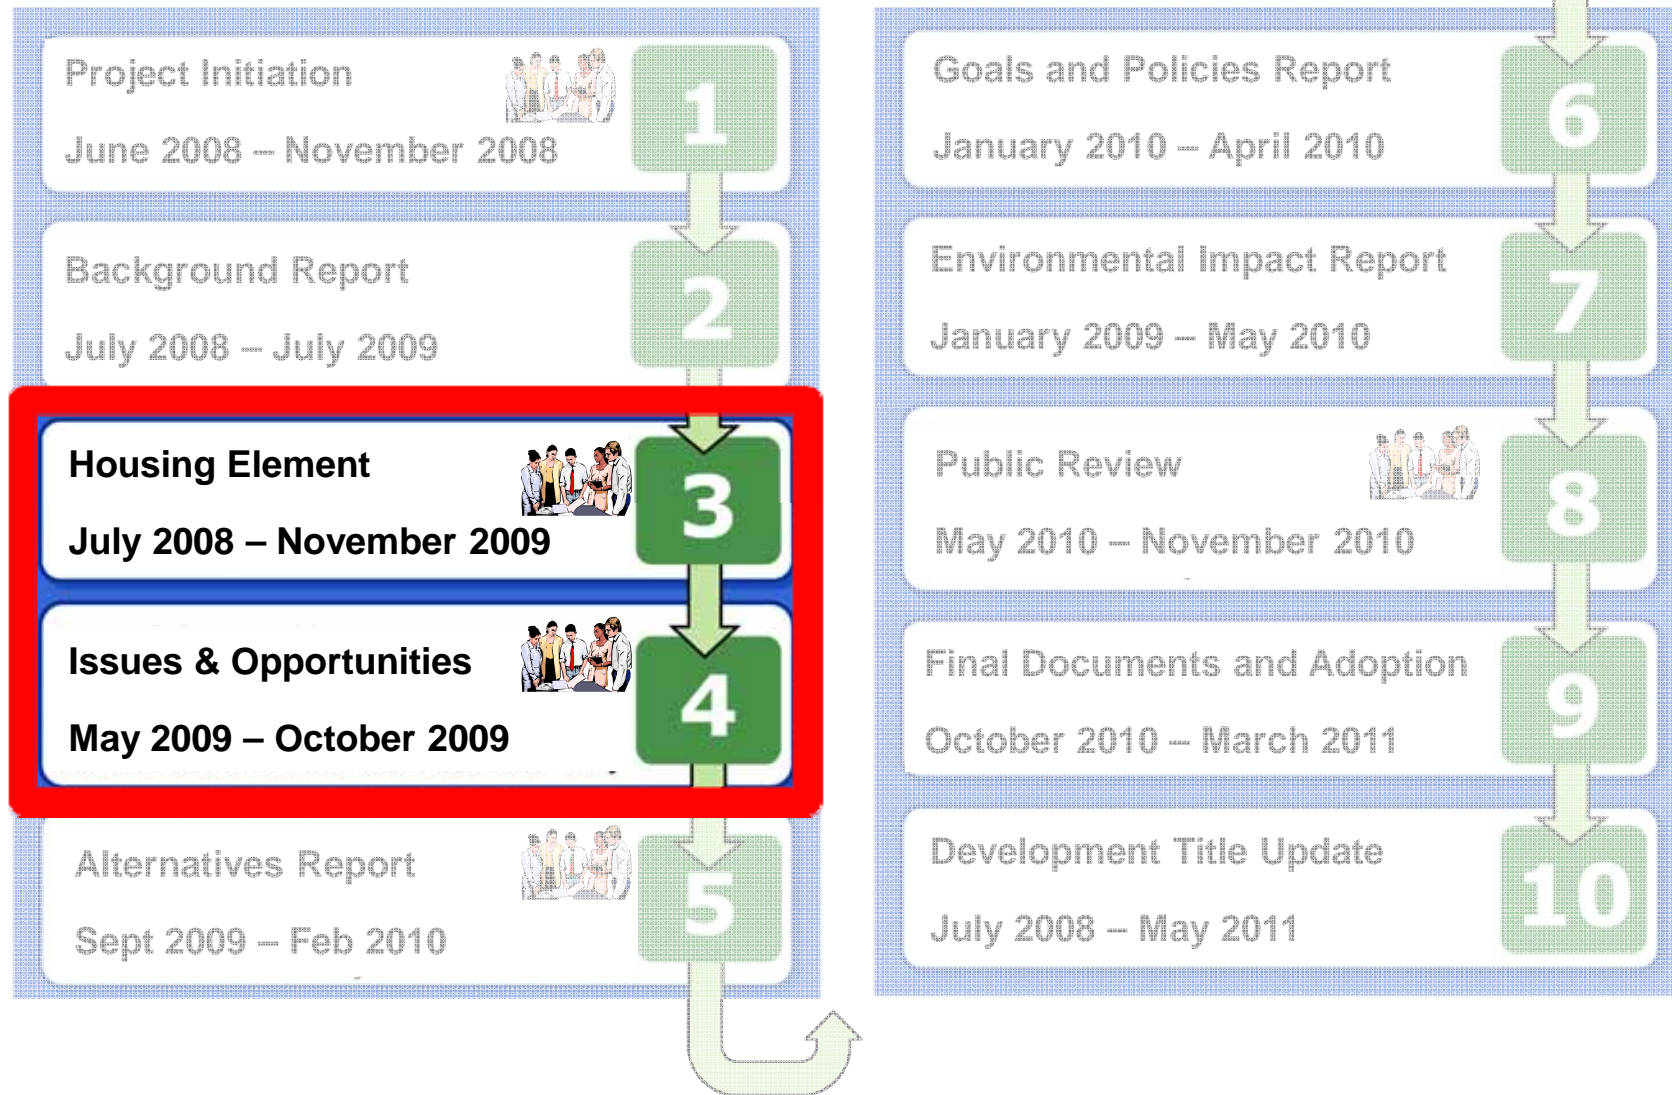 Project Initiation
1
June 2008 – November 2008
Background Report
2
July 2008 – July 2009
Housing Element
3
July 2008 – November 2009
Issues & Opportunities
4
May 2009 – October 2009
Alternatives Report
5
Sept 2009 – Feb 2010
Goals and Policies Report
6
January 2010 – April 2010
Environmental Impact Report
7
January 2009 – May 2010
Public Review
8
May 2010 – November 2010
Final Documents and Adoption
9
October 2010 – March 2011
Development Title Update
10
July 2008 – May 2011